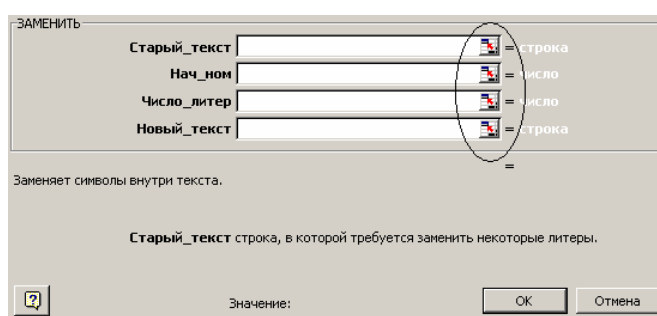 ЗАМЕНИТЬ
Старый_текст = строка
Нач_ном = число
Число_литер = число
Новый_текст = строка
=
Заменяет символы внутри текста.
Старый_текст строка, в которой требуется заменить некоторые литеры.
Значение:
ОК
Отмена